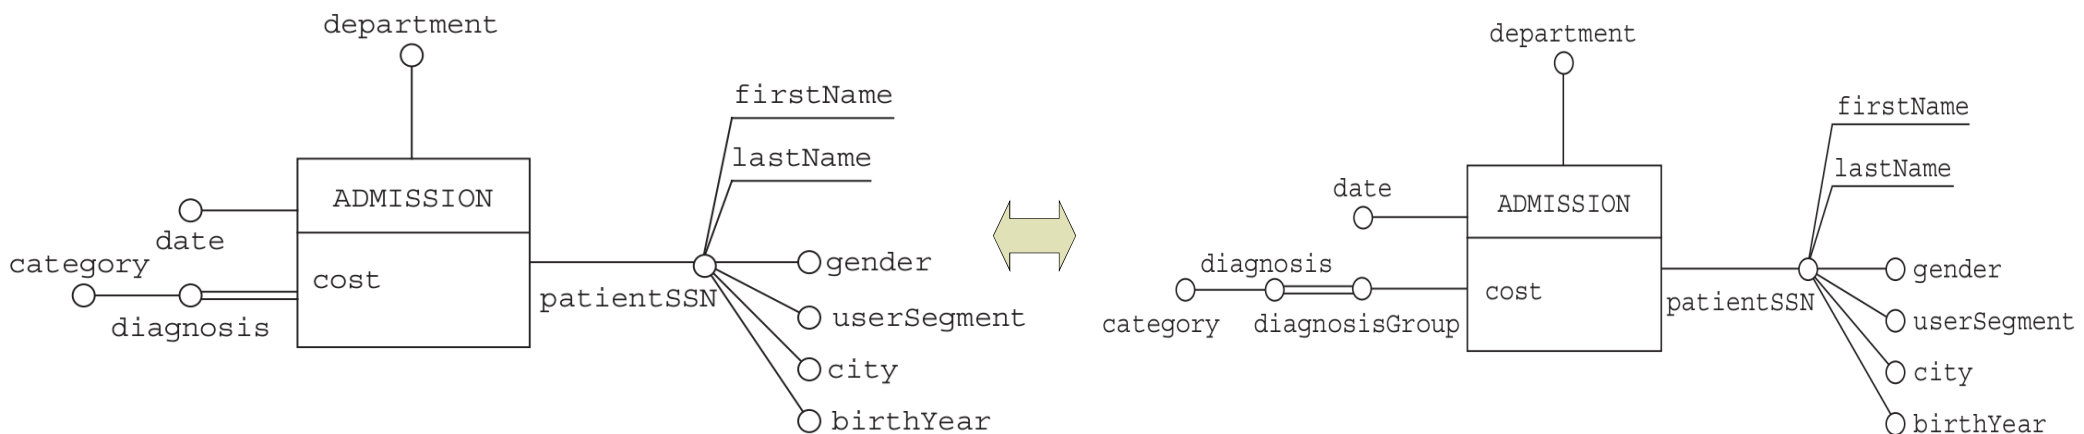 department
firstName
lastName
ADMISSION
date
category
cost
diagnosis
patientSSN
gender
userSegment
city
birthYear
department
firstName
lastName
date
ADMISSION
diagnosis
cost
category
diagnosisGroup
patientSSN
gender
userSegment
city
birthYear